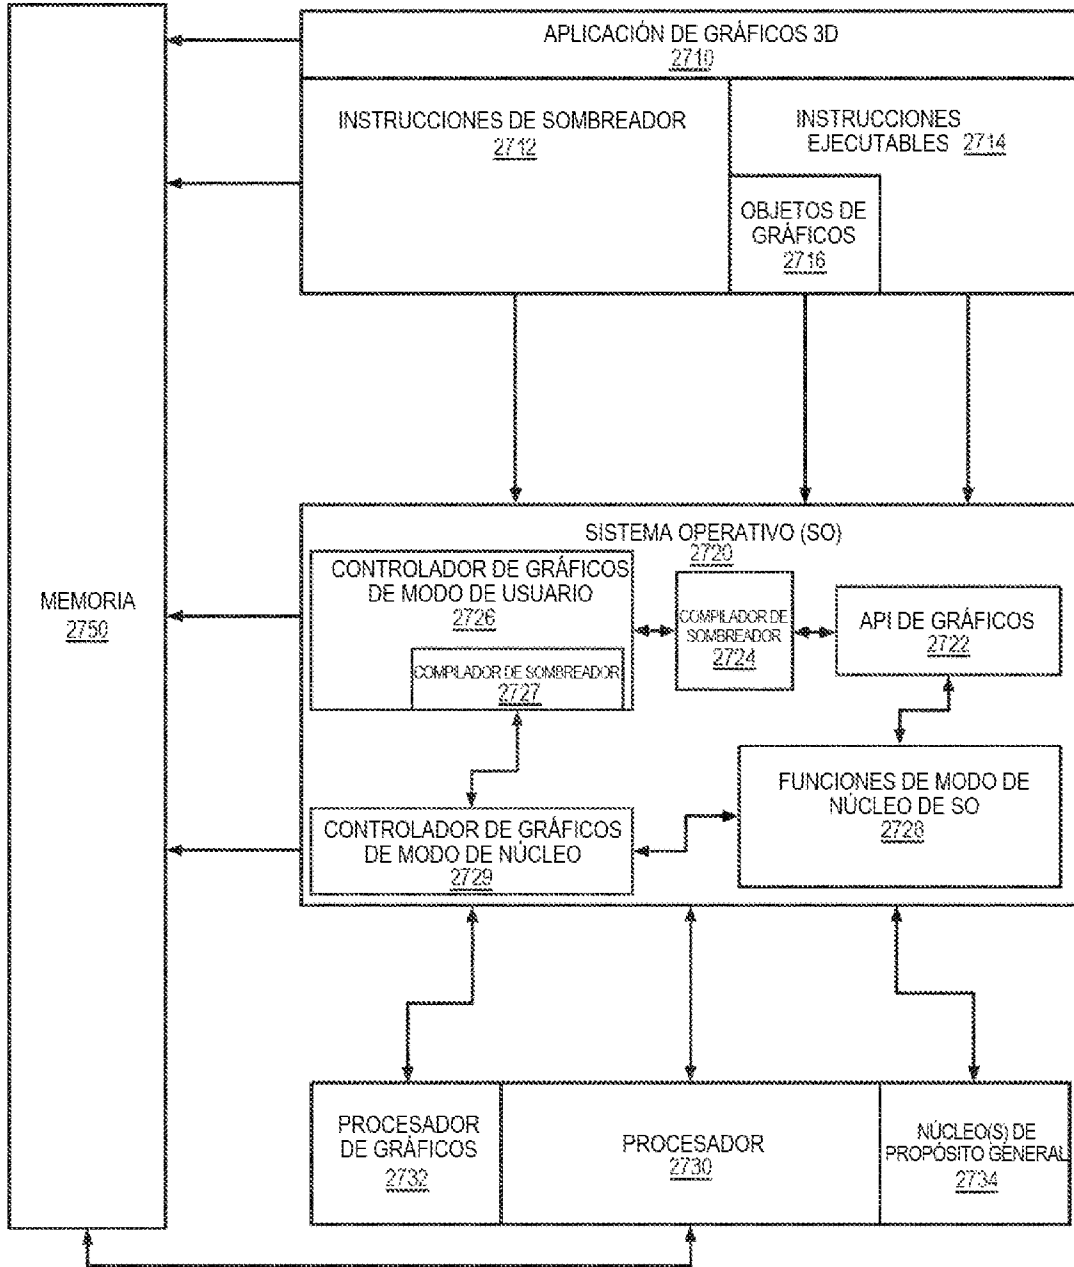 APLICACIÓN DE GRÁFICOS 3D
2710
INSTRUCCIONES DE SOMBREADOR
2712
INSTRUCCIONES
EJECUTABLES 2714
OBJETOS DE
GRÁFICOS
2716
MEMORIA
2750
SISTEMA OPERATIVO (SO)
2720
CONTROLADOR DE GRÁFICOS
DE MODO DE USUARIO
2726
COMPILADOR DE SOMBREADOR
2727
COMPILADOR DE
SOMBREADOR
2724
API DE GRÁFICOS
2722
CONTROLADOR DE GRÁFICOS
DE MODO DE NÚCLEO
2729
FUNCIONES DE MODO DE
NÚCLEO DE SO
2728
PROCESADOR
DE GRÁFICOS
2732
PROCESADOR
2730
NÚCLEO(S) DE
PROPÓSITO GENERAL
2734